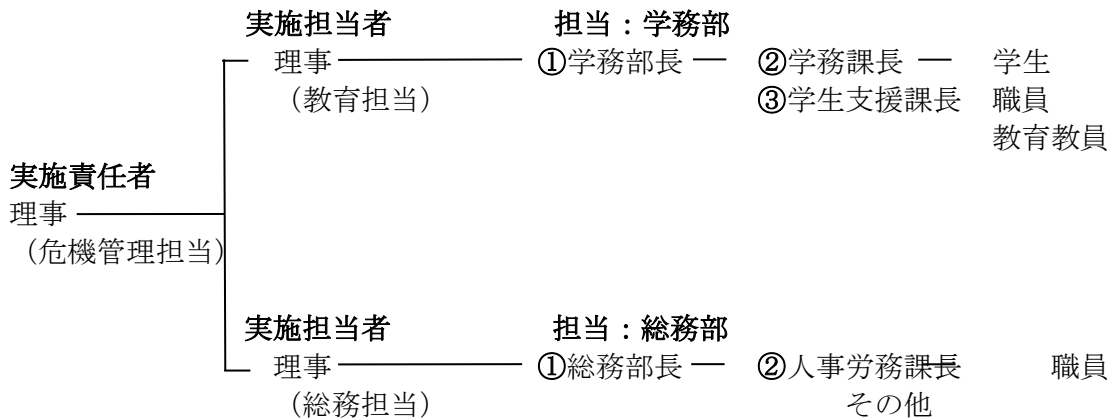 実施担当者 担当：学務部
理事 ①学務部長 ②学務課長 学生
（教育担当） ③学生支援課長 職員
教育教員
実施責任者
理事
（危機管理担当）
実施担当者 担当：総務部
理事 ①総務部長 ②人事労務課長 職員
（総務担当） その他